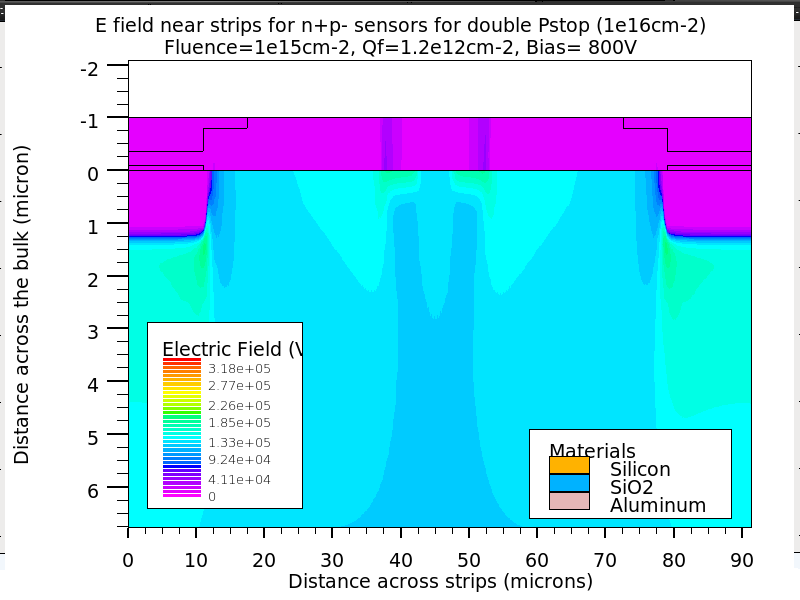 E field near strips for n+p- sensors for double Pstop (1e16cm-2)
Fluence=1e15cm-2, Qf=1.2e12cm-2, Bias= 800V
Distance across the bulk (micron)
-2
-1
0
1
2
3
4
5
6
Electric Field (V
3.18e+05
2.77e+05
2.26e+05
1.85e+05
1.33e+05
9.24e+04
4.11e+04
0
Materials
Silicon
SiO2
Aluminum
0 10 20 30 40 50 60 70 80 90
Distance across strips (microns)